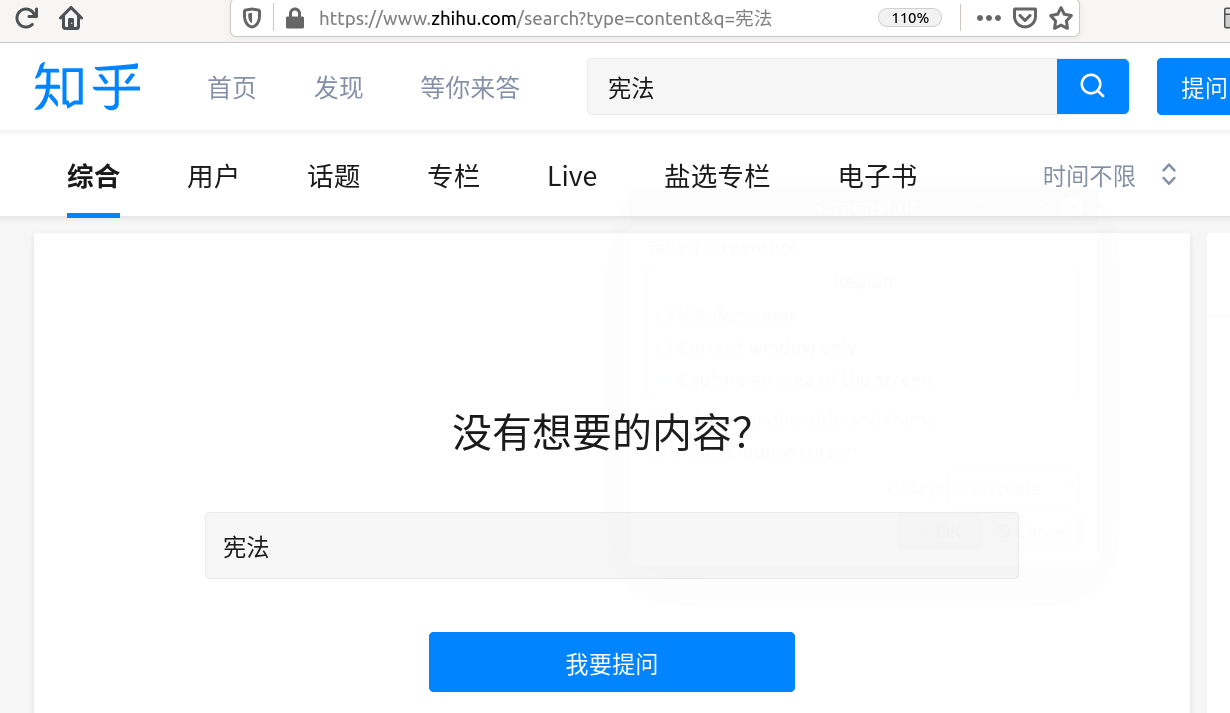 https://www.zhihu.com/search?type=content&q=宪法 110%
知乎 首页 发现 等你来答 宪法 提问
综合 用户 话题 专栏 Live 盐选专栏 电子书 时间不限
Take a screenshot
Region
Whole screen
Current window only
Capture an area of the screen
没有想要的内容?
mouse cursor
Delay 0 seconds
OK Cancel
宪法
我要提问